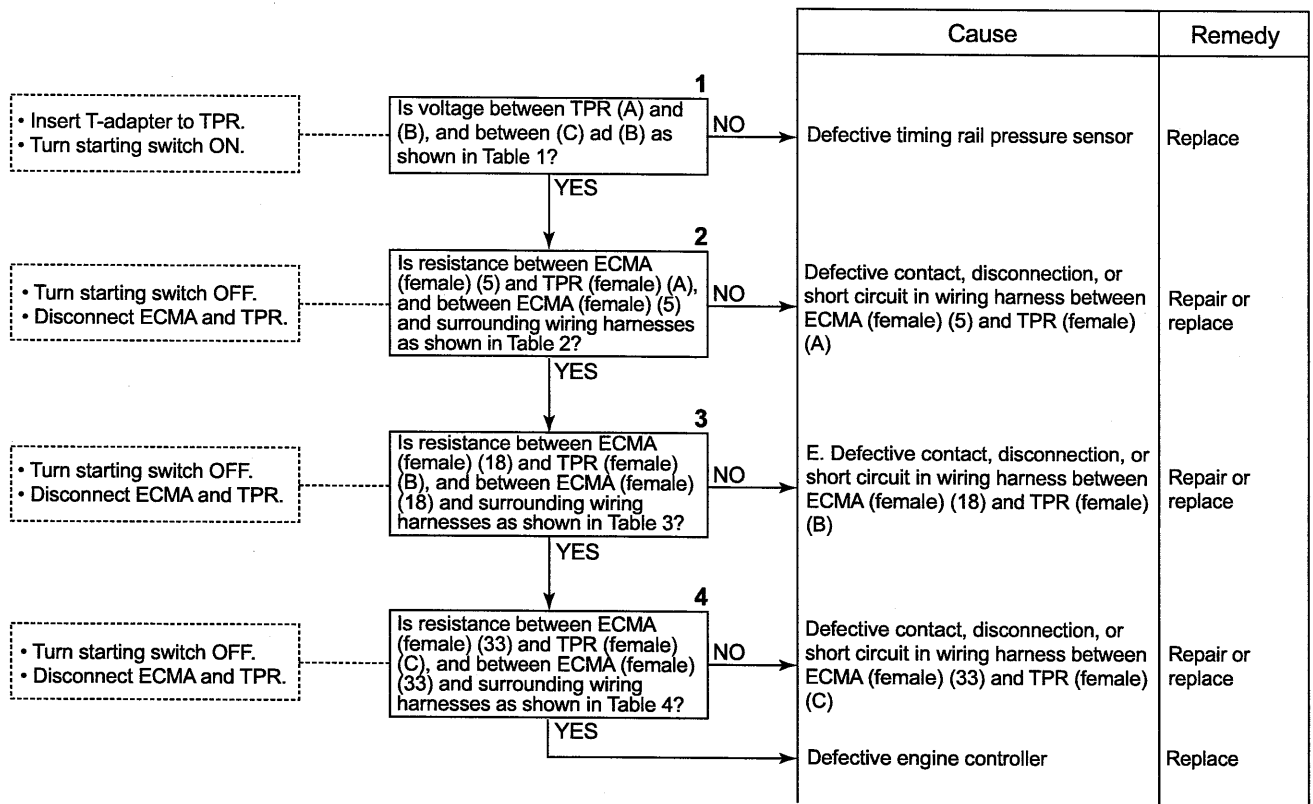 Cause
Remedy
1
• Insert T-adapter to TPR.
• Turn starting switch ON.
Is voltage between TPR (A) and
(B), and between (C) ad (B) as
shown in Table 1?
NO
Defective timing rail pressure sensor
Replace
YES
2
• Turn starting switch OFF.
• Disconnect ECMA and TPR.
Is resistance between ECMA
(female) (5) and TPR (female) (A),
and between ECMA (female) (5)
and surrounding wiring harnesses
as shown in Table 2?
NO
Defective contact, disconnection, or
short circuit in wiring harness between
ECMA (female) (5) and TPR (female)
(A)
Repair or
replace
YES
3
• Turn starting switch OFF.
• Disconnect ECMA and TPR.
Is resistance between ECMA
(female) (18) and TPR (female)
(B), and between ECMA (female)
(18) and surrounding wiring
harnesses as shown in Table 3?
NO
E. Defective contact, disconnection, or
short circuit in wiring harness between
ECMA (female) (18) and TPR (female)
(B)
Repair or
replace
YES
4
• Turn starting switch OFF.
• Disconnect ECMA and TPR.
Is resistance between ECMA
(female) (33) and TPR (female)
(C), and between ECMA (female)
(33) and surrounding wiring
harnesses as shown in Table 4?
NO
Defective contact, disconnection, or
short circuit in wiring harness between
ECMA (female) (33) and TPR (female)
(C)
Repair or
replace
YES
Defective engine controller
Replace